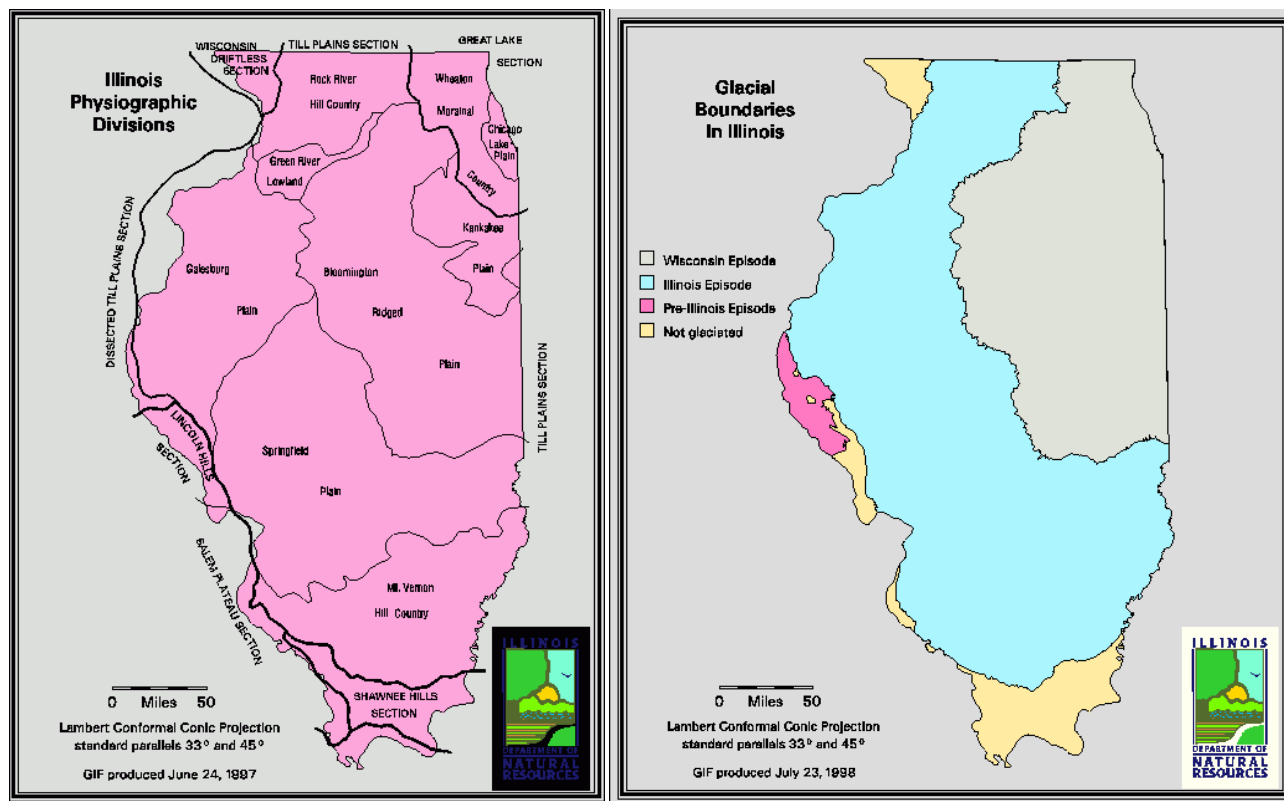 WISCONSIN
DRIFTLESS
SECTION
TILL PLAINS SECTION
GREAT LAKE
SECTION
Illinois
Physiographic
Divisions
Rock River
Hill Country
Wheaton
Morainal
Country
Chicago
Lake
Plain
Green River
Lowland
Kankakee
Plain
DISSECTED TILL PLAINS SECTION
Galesburg
Plain
Bloomington
Ridged
Plain
TILL PLAINS SECTION
LINCOLN HILLS
SECTION
Springfield
Plain
SALEM PLATEAU SECTION
Mt. Vernon
Hill Country
SHAWNEE HILLS
SECTION
0 Miles 50
Lambert Conformal Conic Projection
standard parallels 33° and 45°
GIF produced June 24, 1997
ILLINOIS
DEPARTMENT OF
NATURAL
RESOURCES
Glacial
Boundaries
In Illinois
Wisconsin Episode
Illinois Episode
Pre-Illinois Episode
Not glaciated
0 Miles 50
Lambert Conformal Conic Projection
standard parallels 33° and 45°
GIF produced July 23, 1998
ILLINOIS
DEPARTMENT OF
NATURAL
RESOURCES